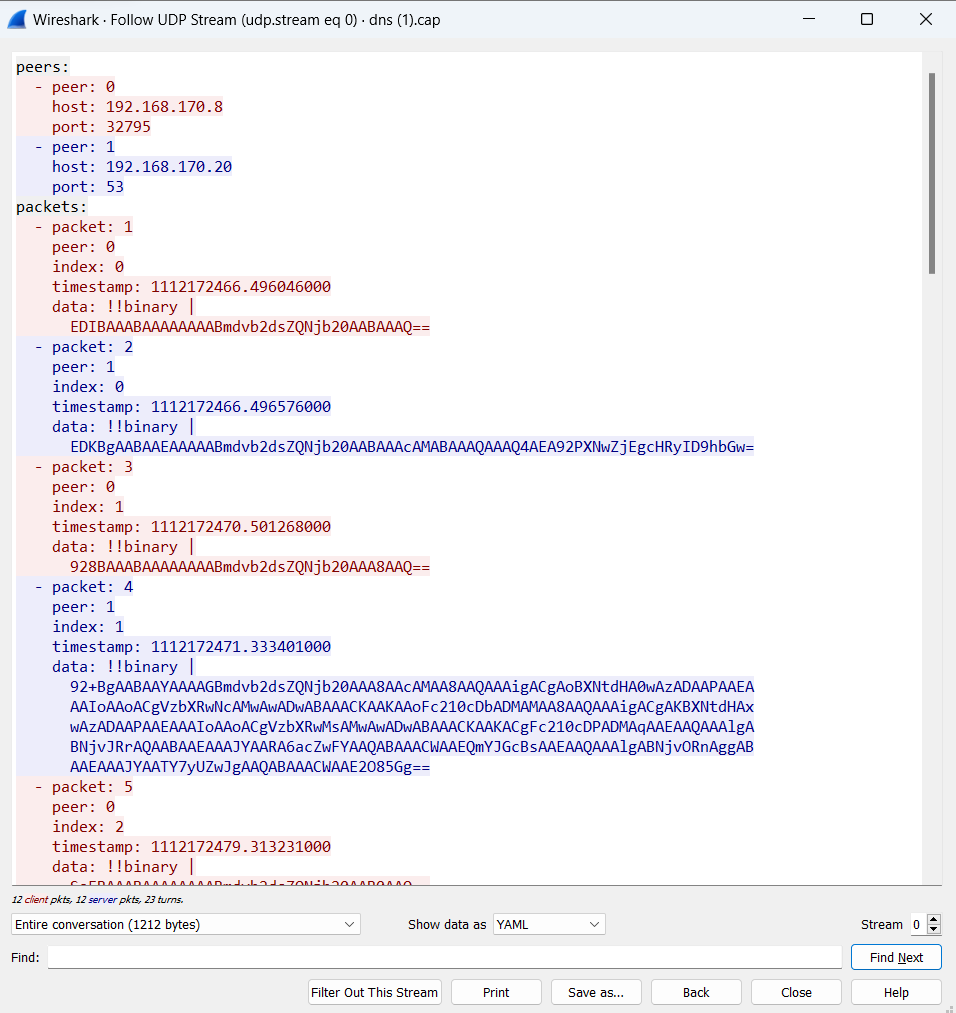 Wireshark · Follow UDP Stream (udp.stream eq 0) · dns (1).cap
peers:
- peer: 0
host: 192.168.170.8
port: 32795
- peer: 1
host: 192.168.170.20
port: 53
packets:
- packet: 1
peer: 0
index: 0
timestamp: 1112172466.496046000
data: !!binary |
EDIBAAABAAAAAAAABmdvb2dsZQNjb20AABAAAQ==
- packet: 2
peer: 1
index: 0
timestamp: 1112172466.496576000
data: !!binary |
EDKBgAABAAEAAAAABmdvb2dsZQNjb20AABAAAcAMABAAAQAAAQ4AEA92PXNwZjEgcHRyID9hbGw=
- packet: 3
peer: 0
index: 1
timestamp: 1112172470.501268000
data: !!binary |
928BAAABAAAAAAAABmdvb2dsZQNjb20AAA8AAQ==
- packet: 4
peer: 1
index: 1
timestamp: 1112172471.333401000
data: !!binary |
92+BgAABAAYAAAAGBmdvb2dsZQNjb20AAA8AAcAMAA8AAQAAAigACgAoBXNtdHA0wAzADAAPAAEA
AAIoAAoACgVzbXRwNcAMwAwADwABAAACKAAKAAoFc210cDbADMAMAA8AAQAAAigACgAKBXNtdHAx
wAzADAAPAAEAAAIoAAoACgVzbXRwMsAMwAwADwABAAACKAAKACgFc210cDPADMAqAAEAAQAAAlgA
BNjvJRrAQAABAAEAAAJYAARA6acZwFYAAQABAAACWAAEQmYJGcBsAAEAAQAAAlgABNjvORnAggAB
AAEAAAJYAATY7yUZwJgAAQABAAACWAAE2O85Gg==
- packet: 5
peer: 0
index: 2
timestamp: 1112172479.313231000
data: !!binary |
12 client pkts, 12 server pkts, 23 turns.
Entire conversation (1212 bytes) Show data as YAML Stream 0
Find: Find Next
Filter Out This Stream Print Save as... Back Close Help